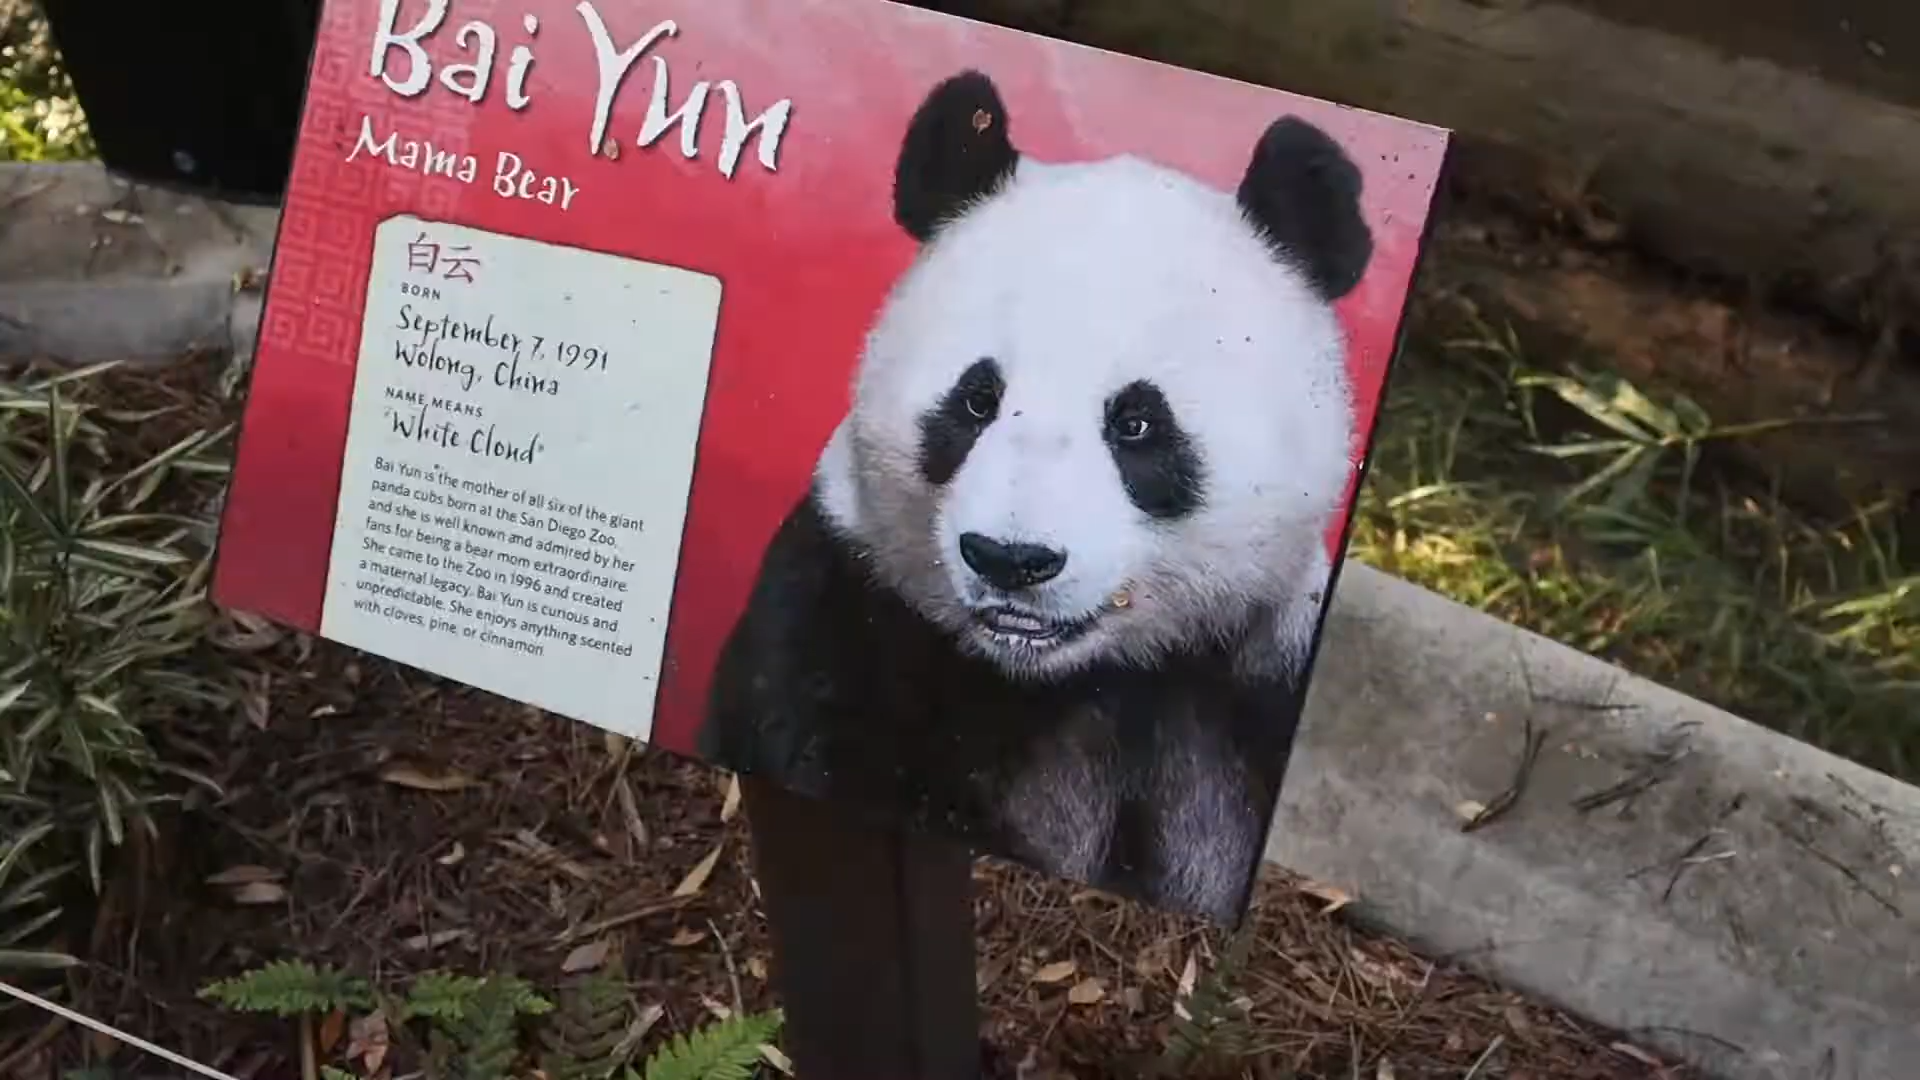 Bai Yun
Mama Bear
白云
BORN
September 7, 1991
Wolong, China
NAME MEANS
"White Cloud"
Bai Yun is the mother of all six of the giant
panda cubs born at the San Diego Zoo,
and she is well known and admired by her
fans for being a bear mom extraordinaire.
She came to the Zoo in 1996 and created
a maternal legacy. Bai Yun is curious and
unpredictable. She enjoys anything scented
with cloves, pine, or cinnamon.